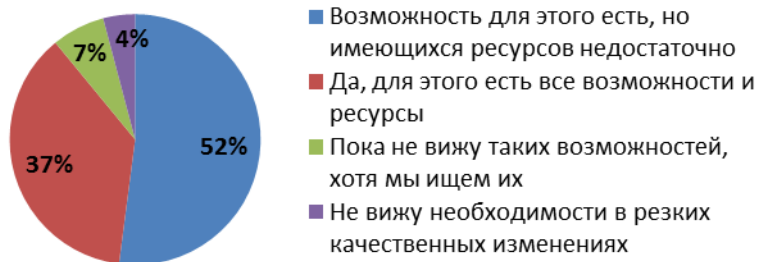 Возможность для этого есть, но
имеющихся ресурсов недостаточно
Да, для этого есть все возможности и
ресурсы
Пока не вижу таких возможностей,
хотя мы ищем их
Не вижу необходимости в резких
качественных изменениях
4%
7%
52%
37%